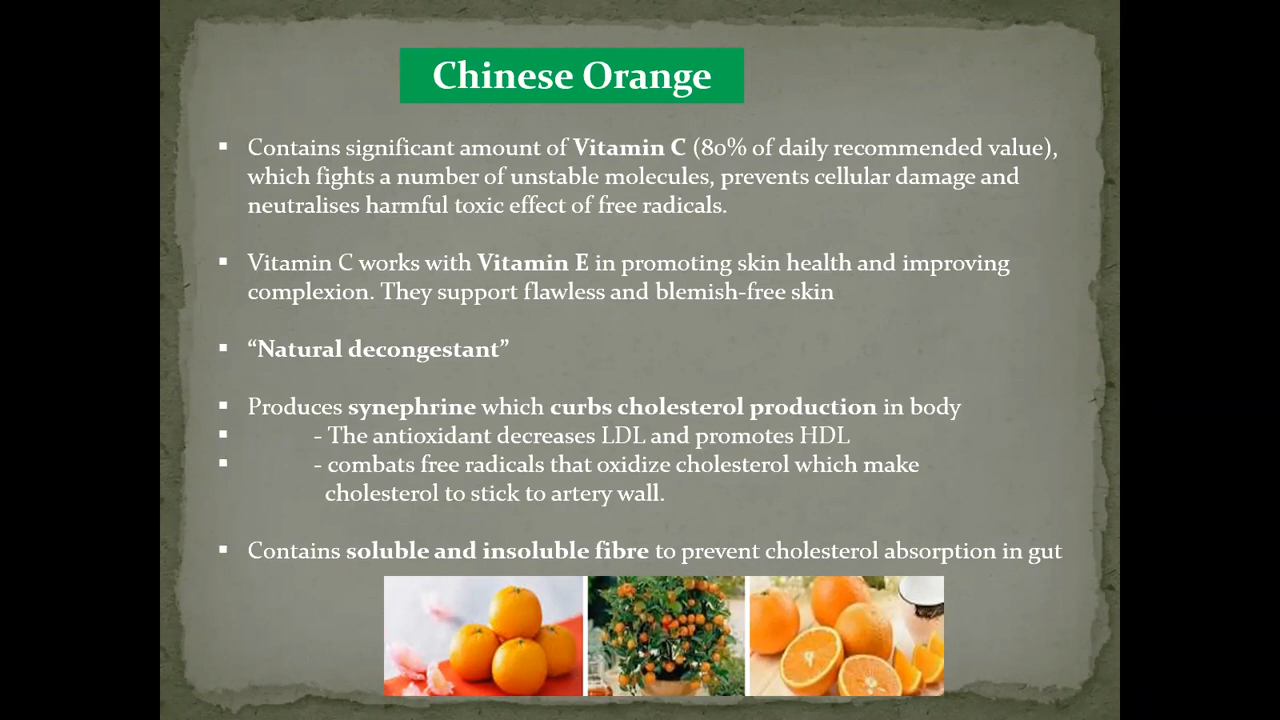 Chinese Orange
▪ Contains significant amount of Vitamin C (80% of daily recommended value),
which fights a number of unstable molecules, prevents cellular damage and
neutralises harmful toxic effect of free radicals.
▪ Vitamin C works with Vitamin E in promoting skin health and improving
complexion. They support flawless and blemish-free skin
▪ “Natural decongestant”
▪ Produces synephrine which curbs cholesterol production in body
▪ - The antioxidant decreases LDL and promotes HDL
▪ - combats free radicals that oxidize cholesterol which make
cholesterol to stick to artery wall.
▪ Contains soluble and insoluble fibre to prevent cholesterol absorption in gut